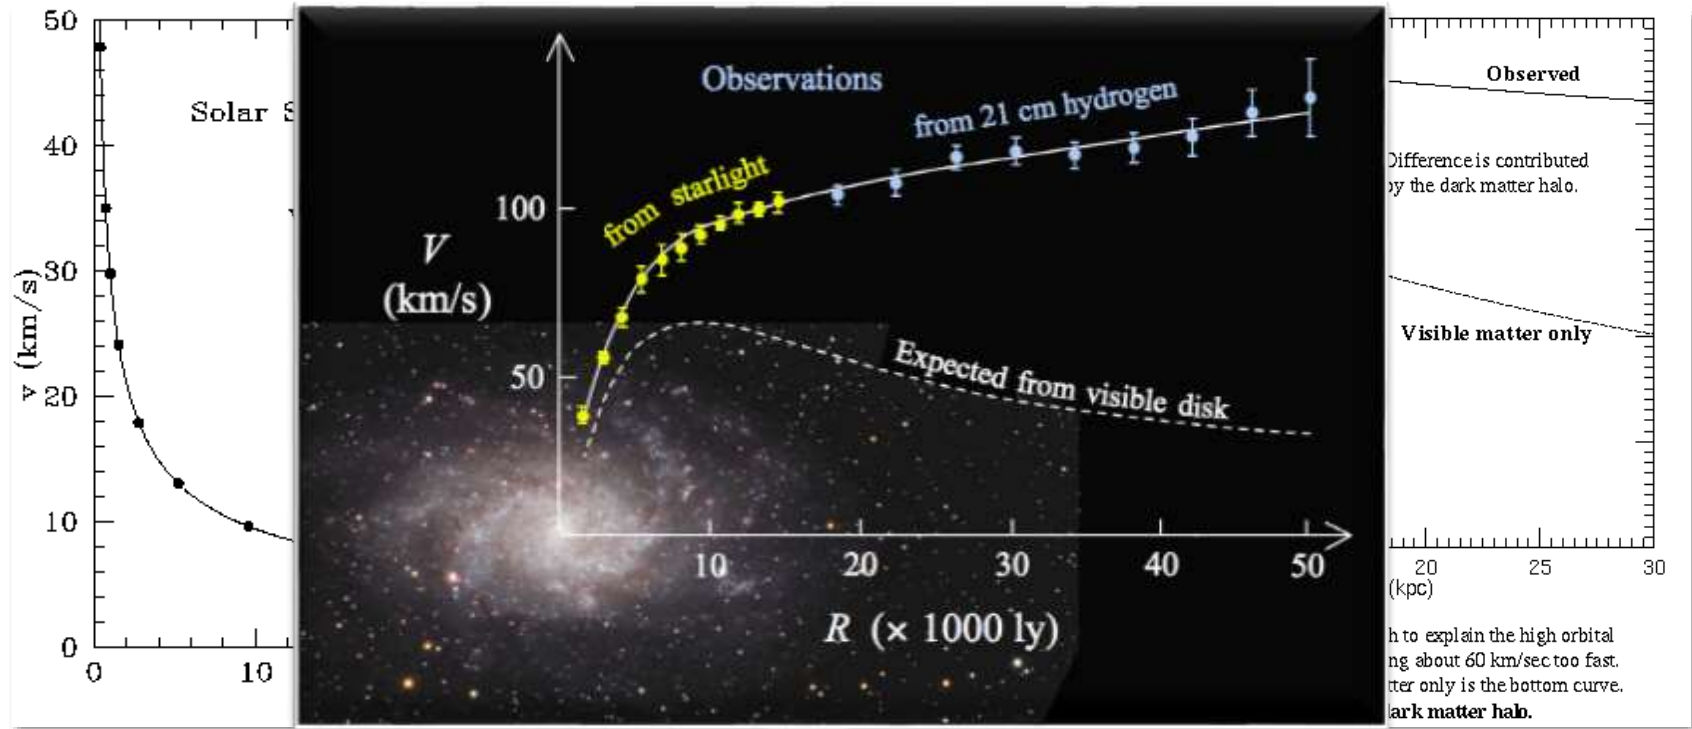 50
40
30
20
10
0
v (km/s)
Solar S
0
10
Observations
from 21 cm hydrogen
from starlight
100
V
(km/s)
50
Expected from visible disk
10
20
30
40
50
R (× 1000 ly)
Observed
Difference is contributed
by the dark matter halo.
Visible matter only
20
25
30
(kpc)
h to explain the high orbital
ng about 60 km/sec too fast.
tter only is the bottom curve.
lark matter halo.